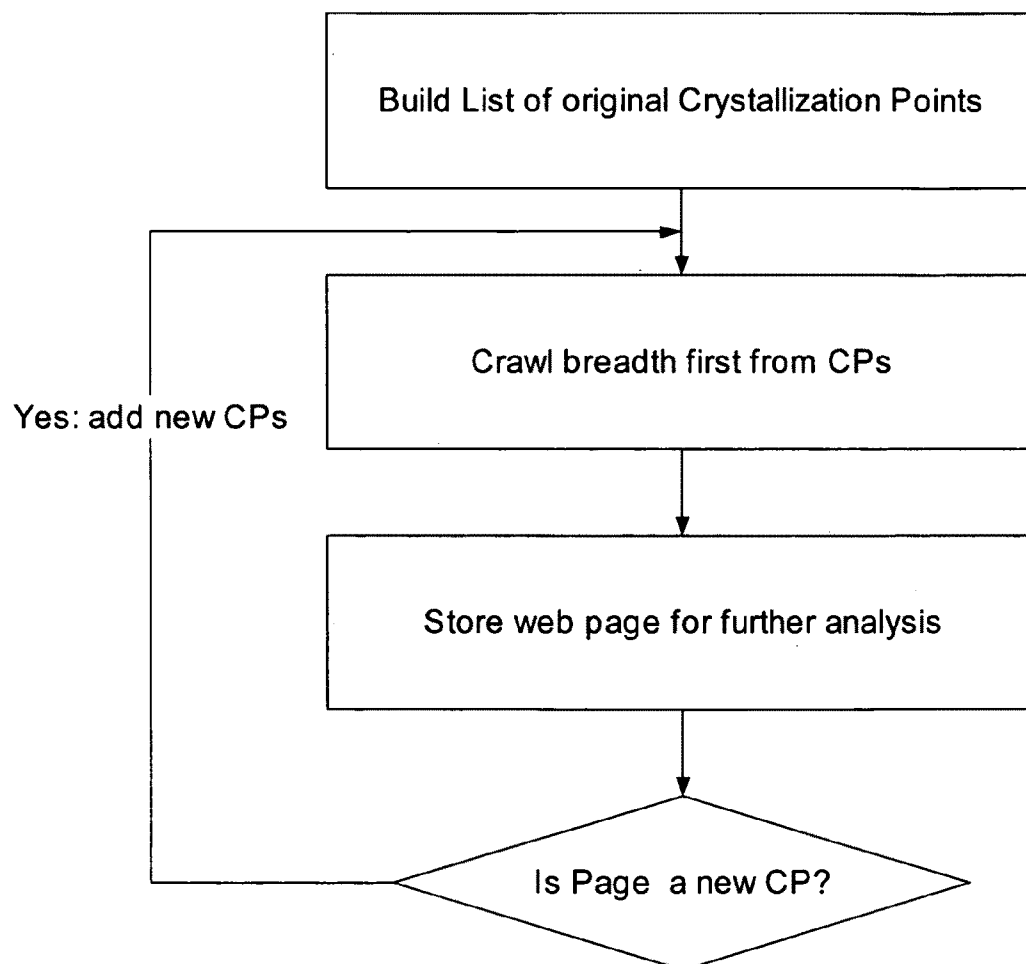 Build List of original Crystallization Points
Crawl breadth first from CPs
Yes: add new CPs
Store web page for further analysis
Is Page a new CP?